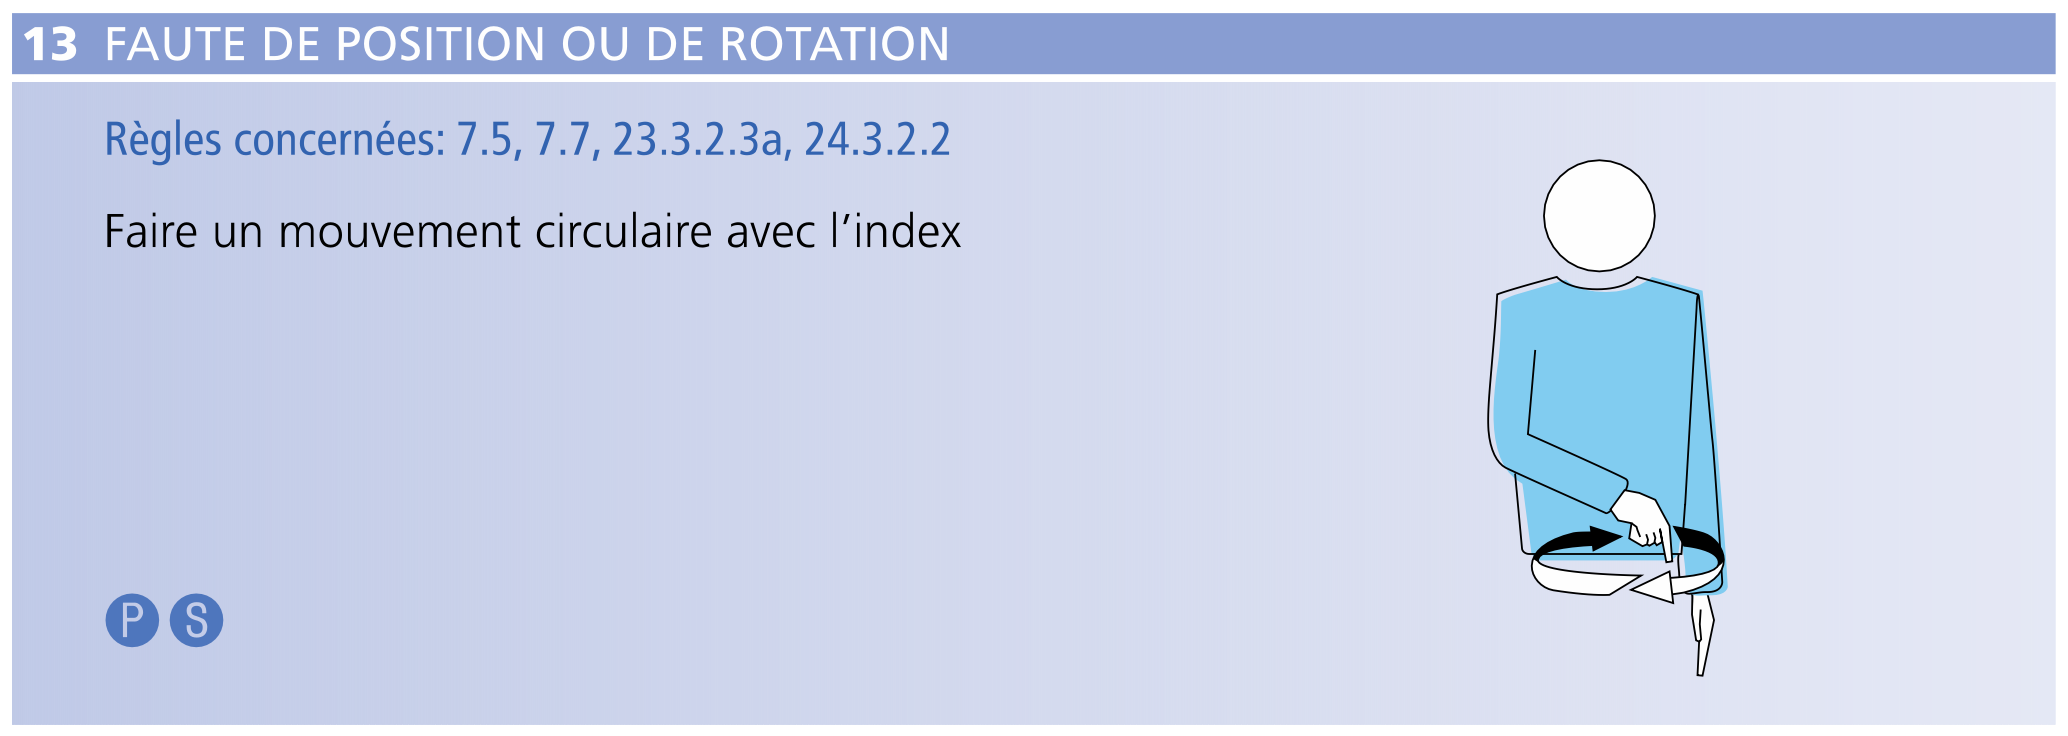 13 FAUTE DE POSITION OU DE ROTATION
Règles concernées: 7.5, 7.7, 23.3.2.3a, 24.3.2.2
Faire un mouvement circulaire avec l’index
P S